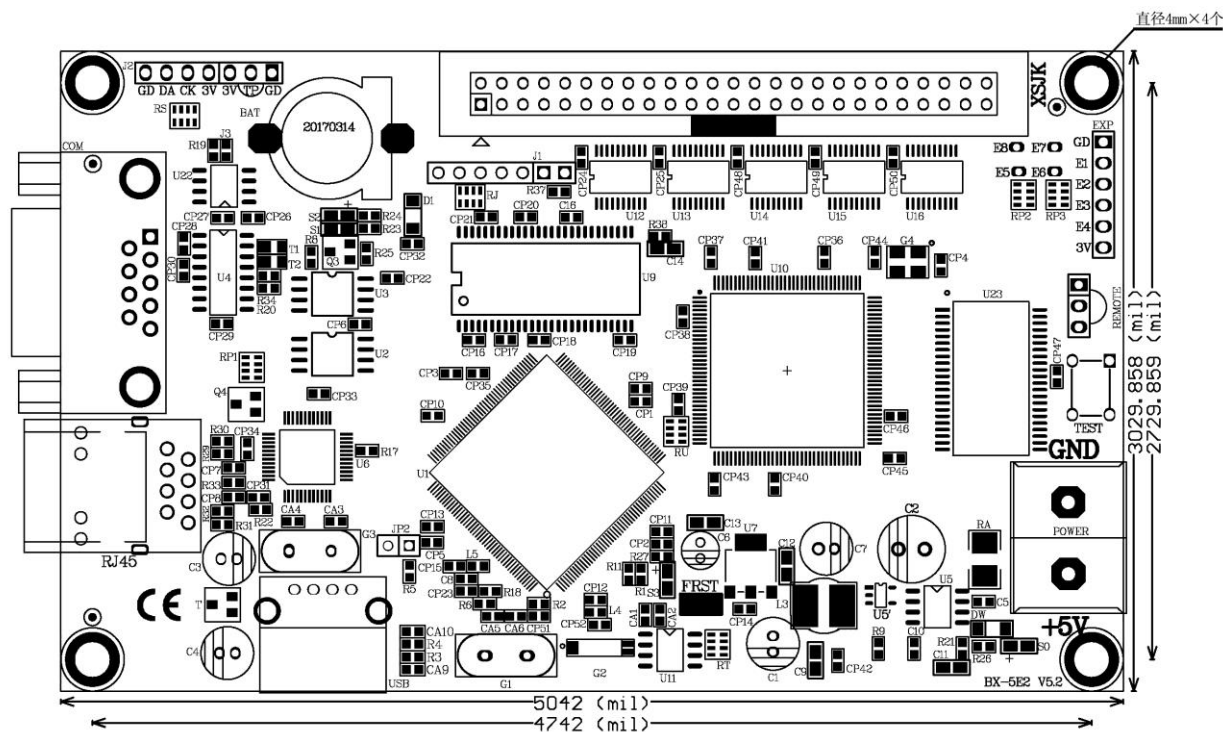 直径4mm×4个
J2
GD DA CK 3V 3V TP GD
RS
BAT
20170314
XSJK
COM
J3
R19
U22
J1
R37
RJ
CP24
CP25
CP48
CP49
CP50
U12
U13
U14
U15
U16
E8
E7
E5
E6
RP2
RP3
EXP
GD
E1
E2
E3
E4
3V
CP27
CP26
CP28
CP30
S2
S1
R24
R23
D1
CP21
CP20
C16
R38
C14
CP32
T1
T2
R8
Q3
R25
U4
R34
R20
CP22
U3
U9
CP37
CP41
CP36
CP44
G4
CP4
U10
U23
REMOTE
CP29
CP6
U2
CP16
CP17
CP18
CP19
CP38
RP1
CP3
CP35
CP9
CP1
CP39
CP47
Q4
CP33
CP10
RU
CP46
TEST
3029.858 (mil)
2729.859 (mil)
R30
CP34
R29
CP7
R33
CP31
CP8
R32
R31
R22
U6
R17
U1
CP45
GND
CA4
CA3
CP43
CP40
RJ45
G3
JP2
CP13
CP5
CP11
CP2
R27
C13
C6
U7
C12
C7
C2
RA
POWER
C3
CP15
L5
C8
CP23
R18
R5
R11
R1
S3
FRST
L3
U5'
U5
C5
T
R6
R2
CP12
L4
CP52
CA1
CA2
CP14
DW
+5V
CA5
CA6
CP51
C4
CA10
R4
R3
CA9
USB
G1
G2
U11
RT
C1
C9
CP42
R9
C10
R21
C11
R26
S0
BX-5E2 V5.2
5042 (mil)
4742 (mil)